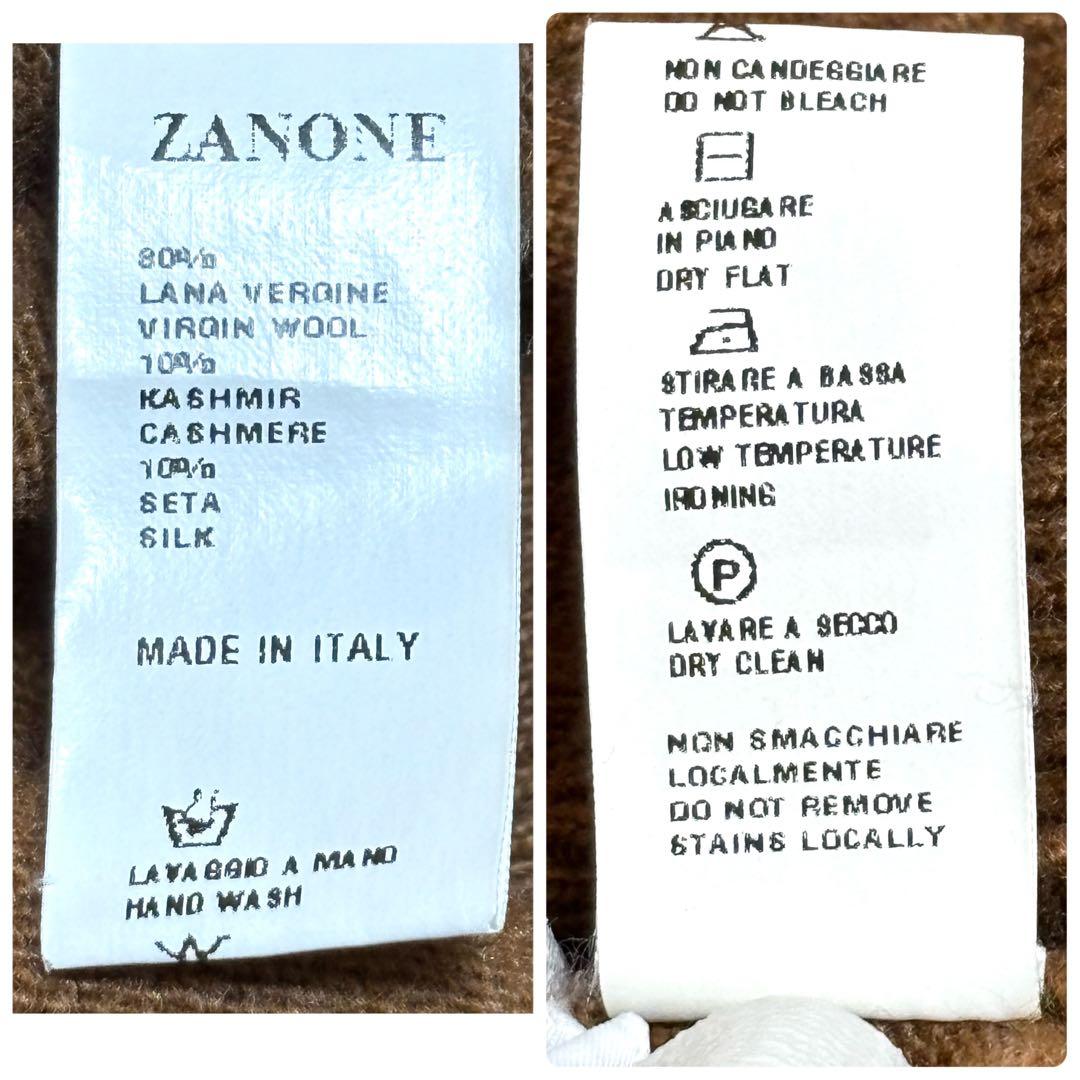 ZANONE
80%
LANA VERGINE
VIRGIN WOOL
10%
KASHMIR
CASHMERE
10%
SETA
SILK
MADE IN ITALY
LAVAGGIO A MANO
HAND WASH
NON CANDEGGIARE
DO NOT BLEACH
ASCIUGARE
IN PIANO
DRY FLAT
STIRARE A BASSA
TEMPERATURA
LOW TEMPERATURE
IRONING
P
LAVARE A SECCO
DRY CLEAN
NON SMACCHIARE
LOCALMENTE
DO NOT REMOVE
STAINS LOCALLY